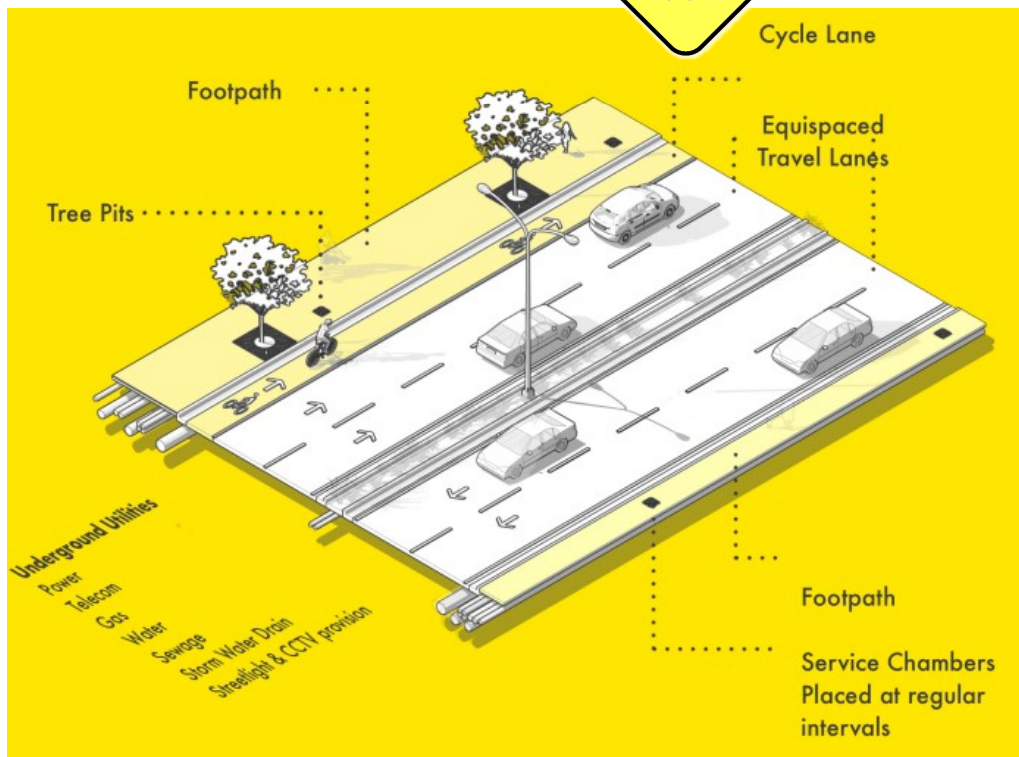 Cycle Lane
Footpath
Equispaced
Travel Lanes
Tree Pits
Underground Utilities
Power
Telecom
Gas
Water
Sewage
Storm Water Drain
Streetlight & CCTV provision
Footpath
Service Chambers
Placed at regular
intervals